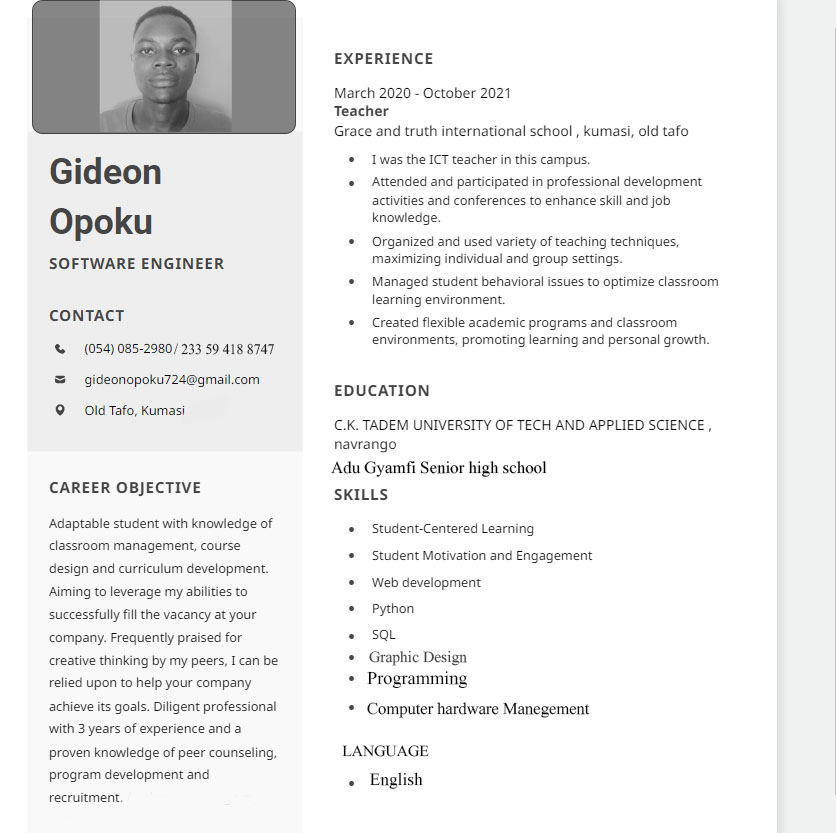 Gideon
Opoku
SOFTWARE ENGINEER
CONTACT
(054) 085-2980/ 233 59 418 8747
gideonopoku724@gmail.com
Old Tafo, Kumasi
CAREER OBJECTIVE
Adaptable student with knowledge of
classroom management, course
design and curriculum development.
Aiming to leverage my abilities to
successfully fill the vacancy at your
company. Frequently praised for
creative thinking by my peers, I can be
relied upon to help your company
achieve its goals. Diligent professional
with 3 years of experience and a
proven knowledge of peer counseling,
program development and
recruitment.
EXPERIENCE
March 2020 - October 2021
Teacher
Grace and truth international school , kumasi, old tafo
• I was the ICT teacher in this campus.
• Attended and participated in professional development
activities and conferences to enhance skill and job
knowledge.
• Organized and used variety of teaching techniques,
maximizing individual and group settings.
• Managed student behavioral issues to optimize classroom
learning environment.
• Created flexible academic programs and classroom
environments, promoting learning and personal growth.
EDUCATION
C.K. TADEM UNIVERSITY OF TECH AND APPLIED SCIENCE ,
navrango
Adu Gyamfi Senior high school
SKILLS
• Student-Centered Learning
• Student Motivation and Engagement
• Web development
• Python
• SQL
• Graphic Design
• Programming
• Computer hardware Manegement
LANGUAGE
• English